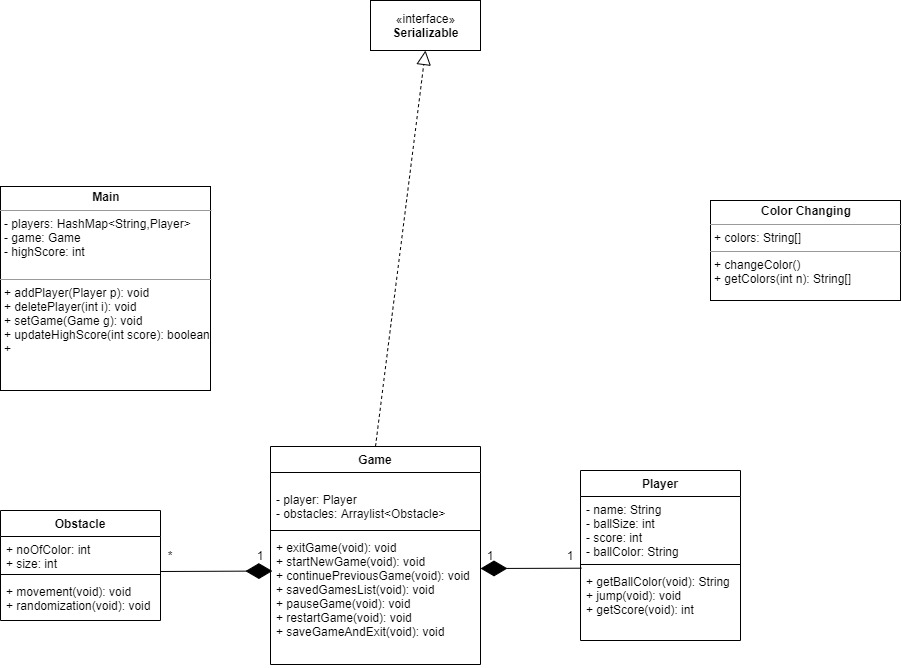 «interface»
Serializable
Main
- players: HashMap<String,Player>
- game: Game
- highScore: int
+ addPlayer(Player p): void
+ deletePlayer(int i): void
+ setGame(Game g): void
+ updateHighScore(int score): boolean
+
Color Changing
+ colors: String[]
+ changeColor()
+ getColors(int n): String[]
Game
- player: Player
- obstacles: Arraylist<Obstacle>
+ exitGame(void): void
+ startNewGame(void): void
+ continuePreviousGame(void): void
+ savedGamesList(void): void
+ pauseGame(void): void
+ restartGame(void): void
+ saveGameAndExit(void): void
Obstacle
+ noOfColor: int
+ size: int
+ movement(void): void
+ randomization(void): void
* 1
1 1
Player
- name: String
- ballSize: int
- score: int
- ballColor: String
+ getBallColor(void): String
+ jump(void): void
+ getScore(void): int